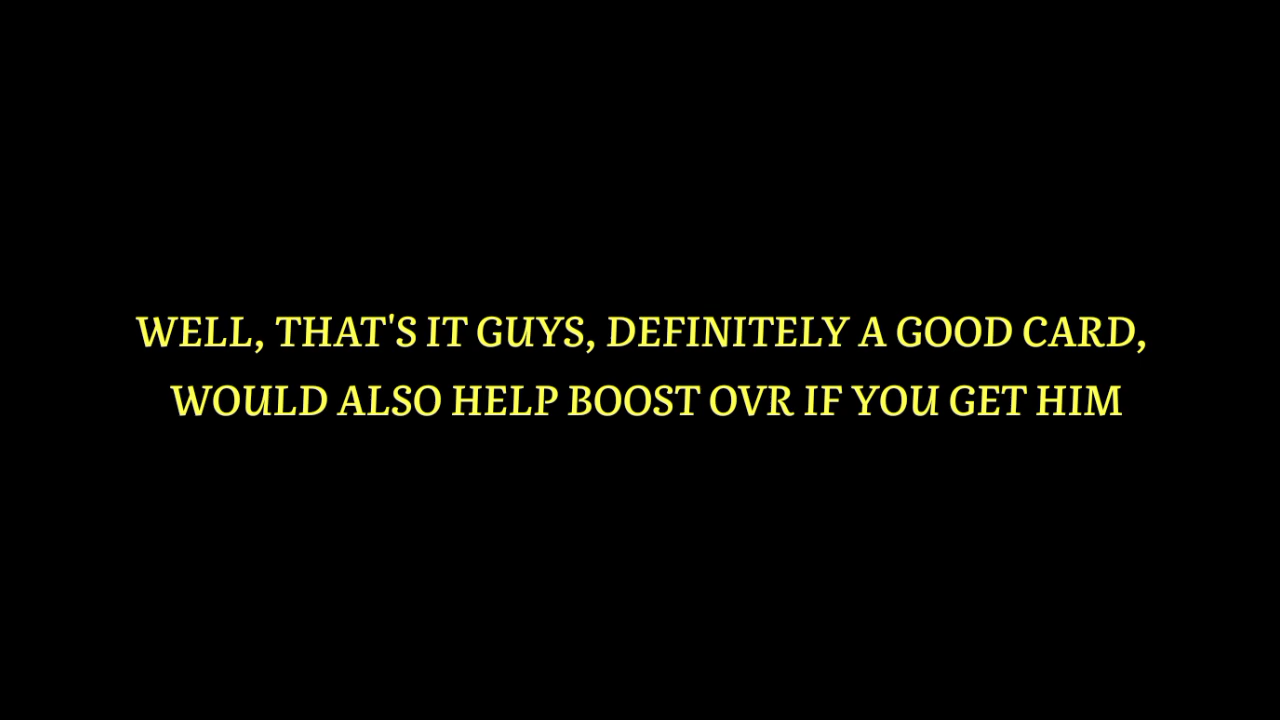 WELL, THAT'S IT GUYS, DEFINITELY A GOOD CARD,
WOULD ALSO HELP BOOST OVR IF YOU GET HIM